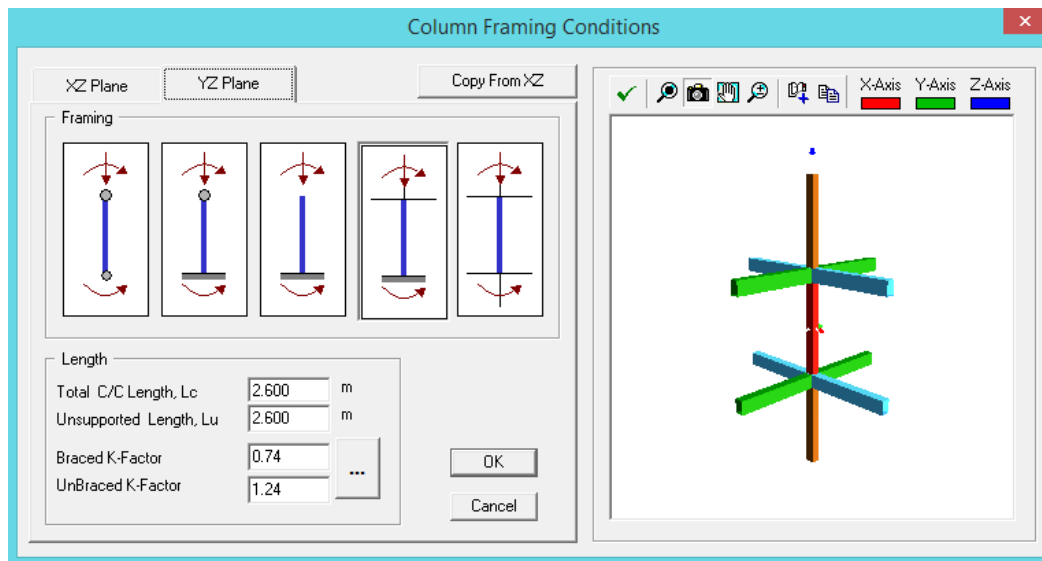 Column Framing Conditions
XZ Plane
YZ Plane
Copy From XZ
X-Axis Y-Axis Z-Axis
Framing
Length
Total C/C Length, Lc 2.600 m
Unsupported Length, Lu 2.600 m
Braced K-Factor 0.74
UnBraced K-Factor 1.24
...
OK
Cancel